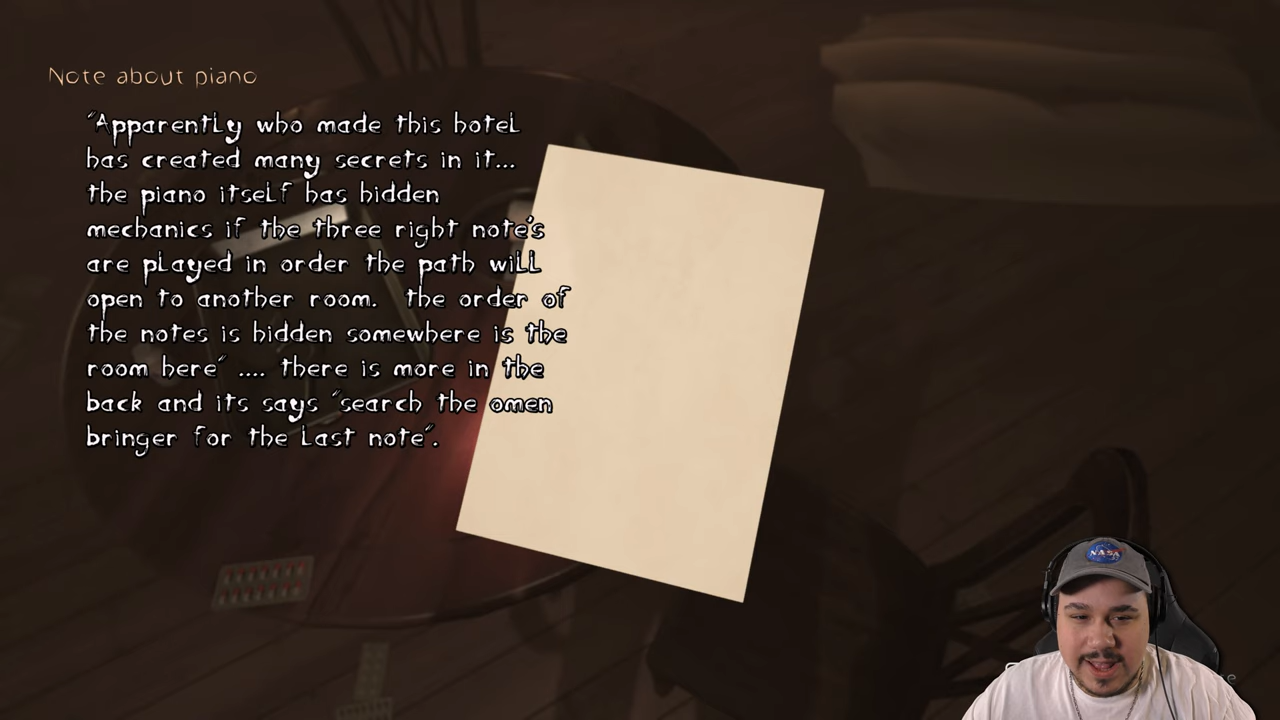 Note about piano
"Apparently who made this hotel
has created many secrets in it...
the piano itself has hidden
mechanics if the three right note's
are played in order the path will
open to another room.  the order of
the notes is hidden somewhere is the
room here" .... there is more in the
back and its says "search the omen
bringer for the last note".
NASA